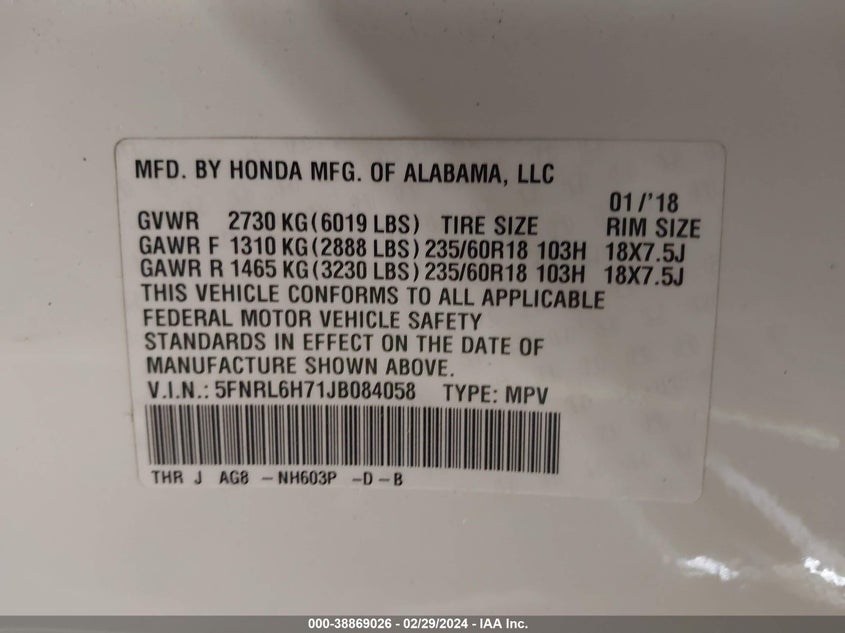 MFD. BY HONDA MFG. OF ALABAMA, LLC
01/'18
GVWR 2730 KG(6019 LBS) TIRE SIZE RIM SIZE
GAWR F 1310 KG(2888 LBS) 235/60R18 103H 18X7.5J
GAWR R 1465 KG(3230 LBS) 235/60R18 103H 18X7.5J
THIS VEHICLE CONFORMS TO ALL APPLICABLE
FEDERAL MOTOR VEHICLE SAFETY
STANDARDS IN EFFECT ON THE DATE OF
MANUFACTURE SHOWN ABOVE.
V.I.N.: 5FNRL6H71JB084058 TYPE: MPV
THR J AG8 -NH603P -D-B
000-38869026 - 02/29/2024 - IAA Inc.